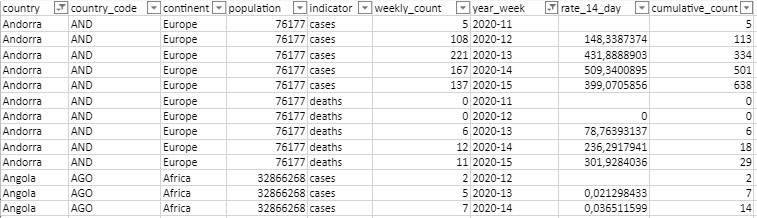 country country_code continent population indicator weekly_count year_week rate_14_day cumulative_count
Andorra AND Europe 76177 cases 5 2020-11 5
Andorra AND Europe 76177 cases 108 2020-12 148,3387374 113
Andorra AND Europe 76177 cases 221 2020-13 431,8888903 334
Andorra AND Europe 76177 cases 167 2020-14 509,3400895 501
Andorra AND Europe 76177 cases 137 2020-15 399,0705856 638
Andorra AND Europe 76177 deaths 0 2020-11 0
Andorra AND Europe 76177 deaths 0 2020-12 0 0
Andorra AND Europe 76177 deaths 6 2020-13 78,76393137 6
Andorra AND Europe 76177 deaths 12 2020-14 236,2917941 18
Andorra AND Europe 76177 deaths 11 2020-15 301,9284036 29
Angola AGO Africa 32866268 cases 2 2020-12 2
Angola AGO Africa 32866268 cases 5 2020-13 0,021298433 7
Angola AGO Africa 32866268 cases 7 2020-14 0,036511599 14